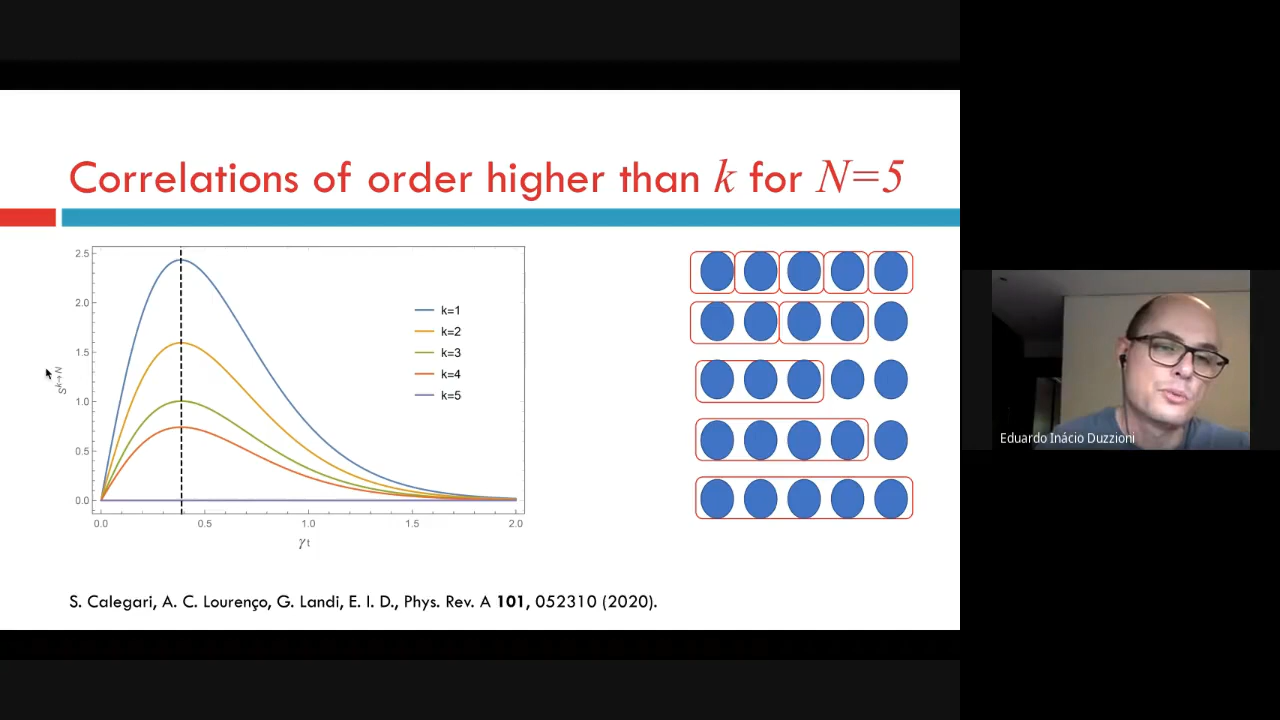 Correlations of order higher than k for N=5
2.5
2.0
1.5
1.0
0.5
0.0
S^{k→N}
0.0 0.5 1.0 1.5 2.0
γ t
k=1
k=2
k=3
k=4
k=5
S. Calegari, A. C. Lourenço, G. Landi, E. I. D., Phys. Rev. A 101, 052310 (2020).
Eduardo Inácio Duzzioni